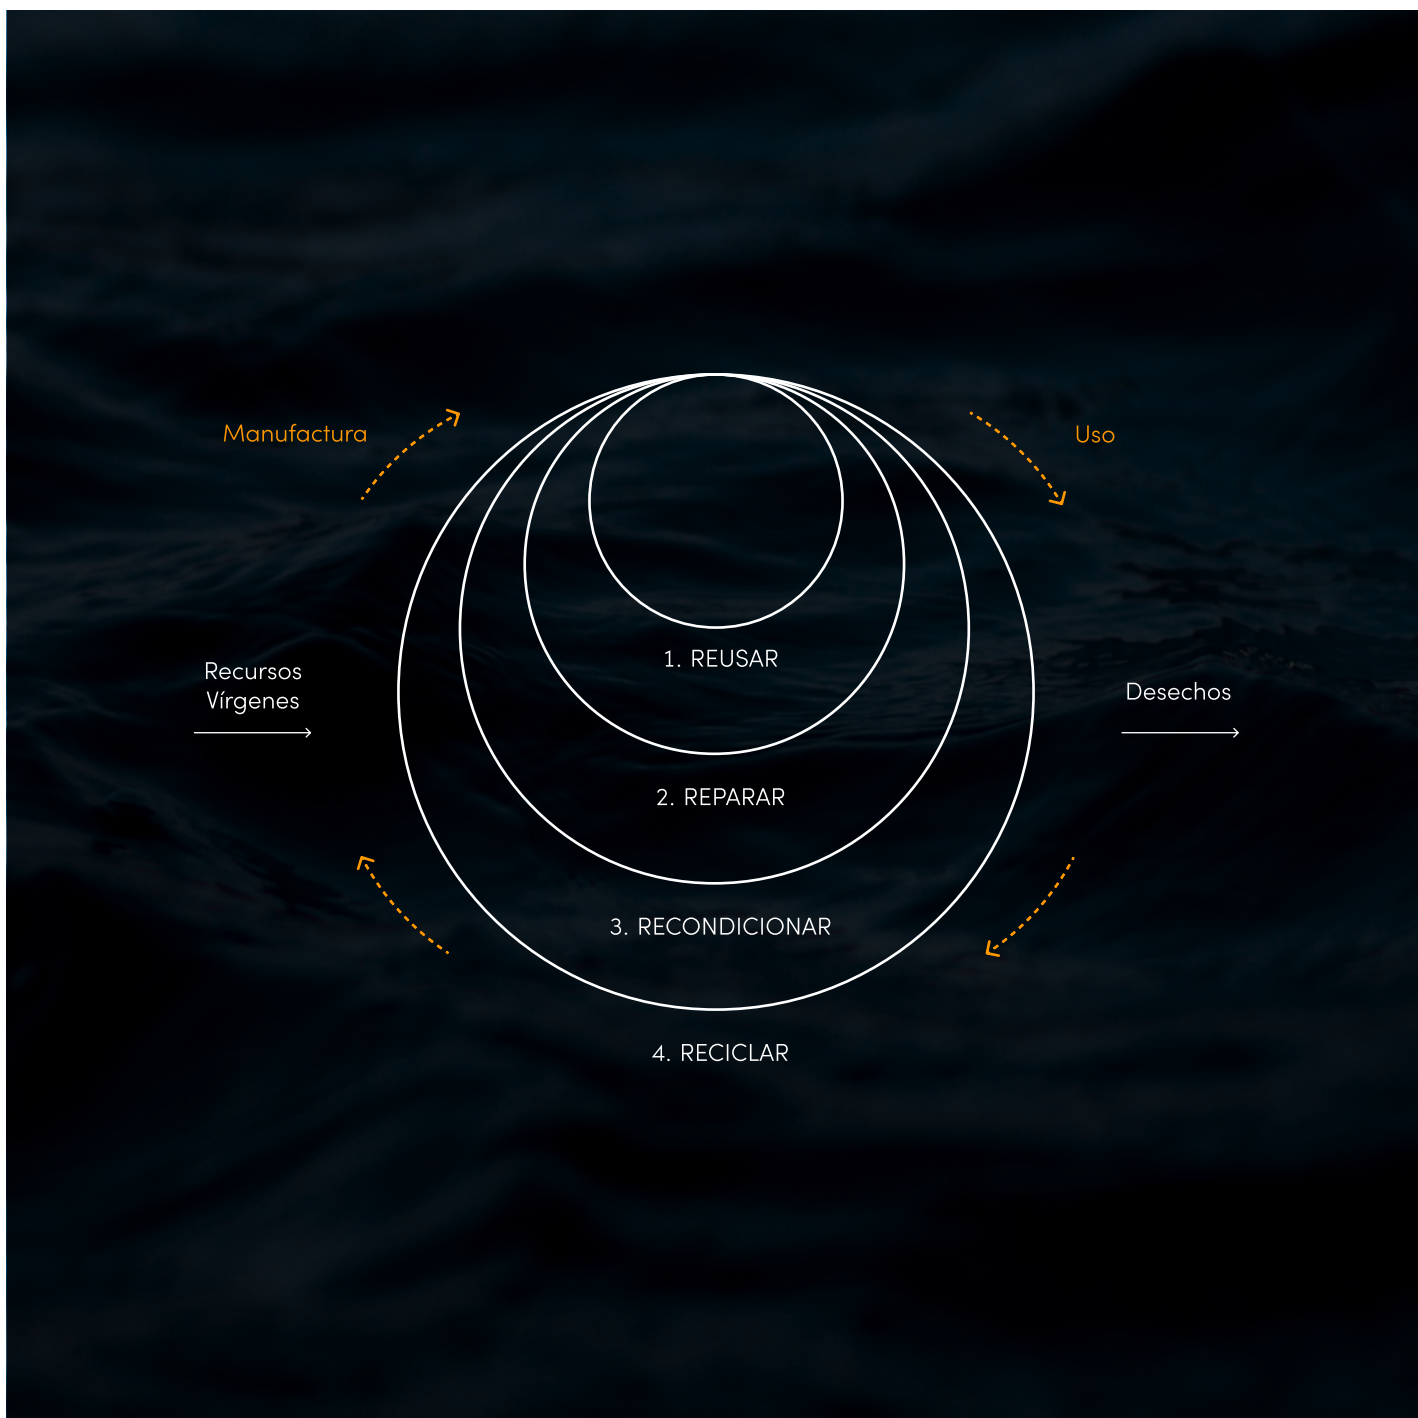 Manufactura
Uso
1. REUSAR
Recursos
Vírgenes
Desechos
2. REPARAR
3. RECONDICIONAR
4. RECICLAR